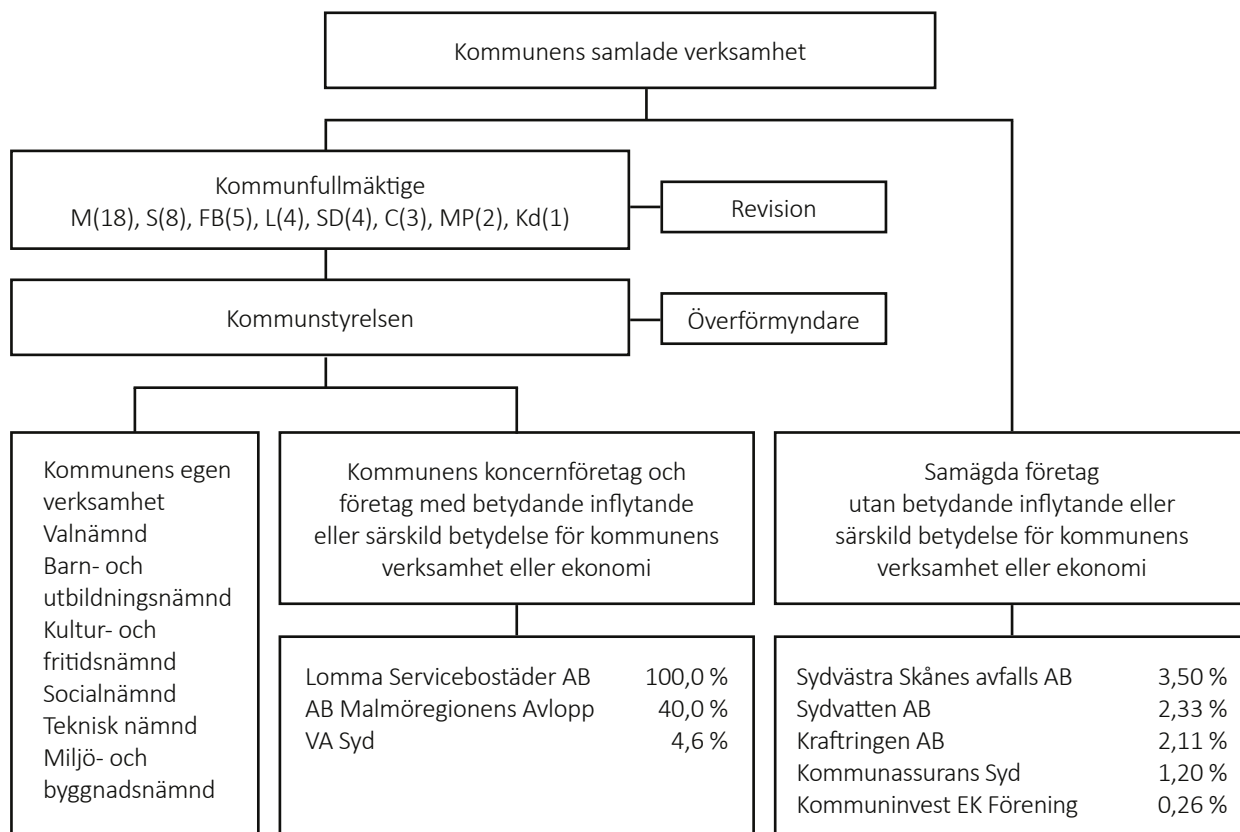 Kommunens samlade verksamhet
Kommunfullmäktige
M(18), S(8), FB(5), L(4), SD(4), C(3), MP(2), Kd(1)
Revision
Kommunstyrelsen
Överförmyndare
Kommunens egen
verksamhet
Valnämnd
Barn- och
utbildningsnämnd
Kultur- och
fritidsnämnd
Socialnämnd
Teknisk nämnd
Miljö- och
byggnadsnämnd
Kommunens koncernföretag och
företag med betydande inflytande
eller särskild betydelse för kommunens
verksamhet eller ekonomi
Lomma Servicebostäder AB 100,0 %
AB Malmöregionens Avlopp 40,0 %
VA Syd 4,6 %
Samägda företag
utan betydande inflytande eller
särskild betydelse för kommunens
verksamhet eller ekonomi
Sydvästra Skånes avfalls AB 3,50 %
Sydvatten AB 2,33 %
Kraftringen AB 2,11 %
Kommunassurans Syd 1,20 %
Kommuninvest EK Förening 0,26 %